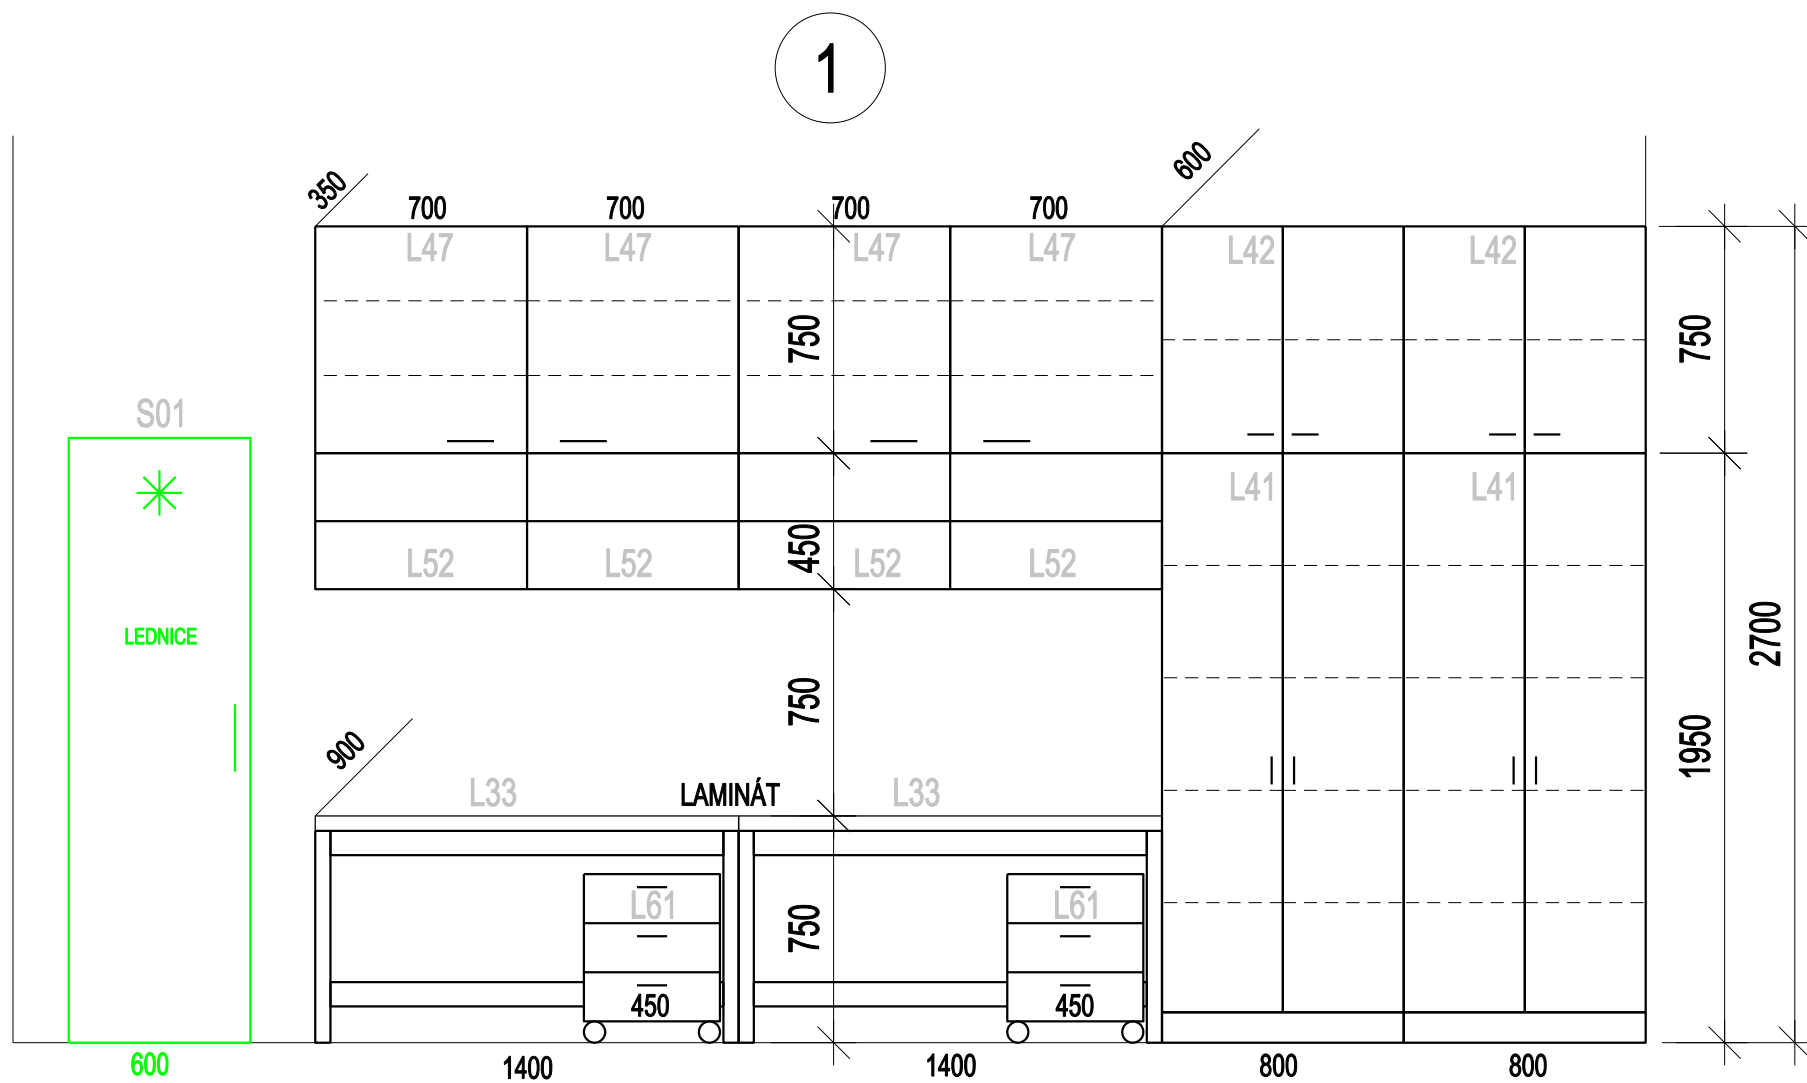 1
350
600
700 700 700 700
L47 L47 L47 L47 L42 L42
750 750
S01
L41 L41
450
L52 L52 L52 L52
LEDNICE
2700
750
900
1950
L33 LAMINÁT L33
L61 L61
750
450 450
600 1400 1400 800 800